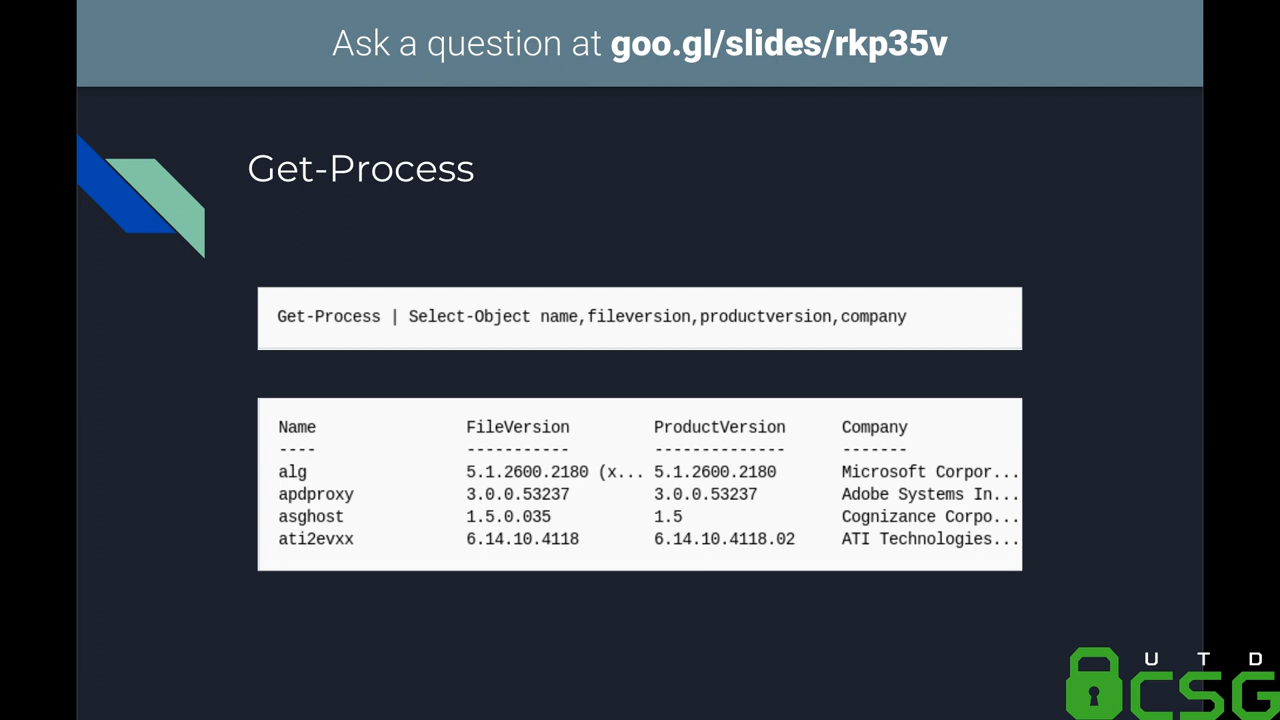 Ask a question at goo.gl/slides/rkp35v
Get-Process
Get-Process | Select-Object name,fileversion,productversion,company
Name FileVersion ProductVersion Company
---- ----------- -------------- -------
alg 5.1.2600.2180 (x... 5.1.2600.2180 Microsoft Corpor...
apdproxy 3.0.0.53237 3.0.0.53237 Adobe Systems In...
asghost 1.5.0.035 1.5 Cognizance Corpo...
ati2evxx 6.14.10.4118 6.14.10.4118.02 ATI Technologies...
UTD
CSG